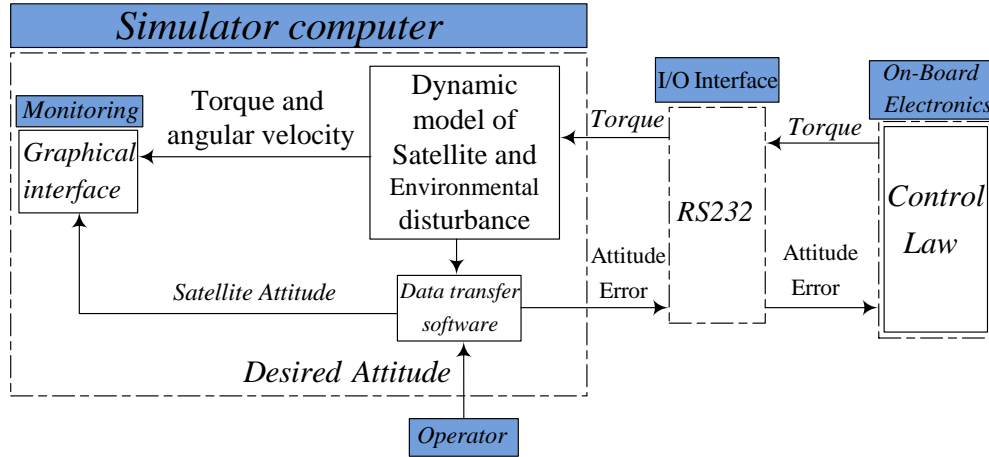 Simulator computer
I/O Interface
On-Board
Electronics
Monitoring
Graphical
interface
Torque and
angular velocity
Dynamic
model of
Satellite and
Environmental
disturbance
Torque
RS232
Torque
Control
Law
Satellite Attitude
Data transfer
software
Attitude
Error
Attitude
Error
Desired Attitude
Operator